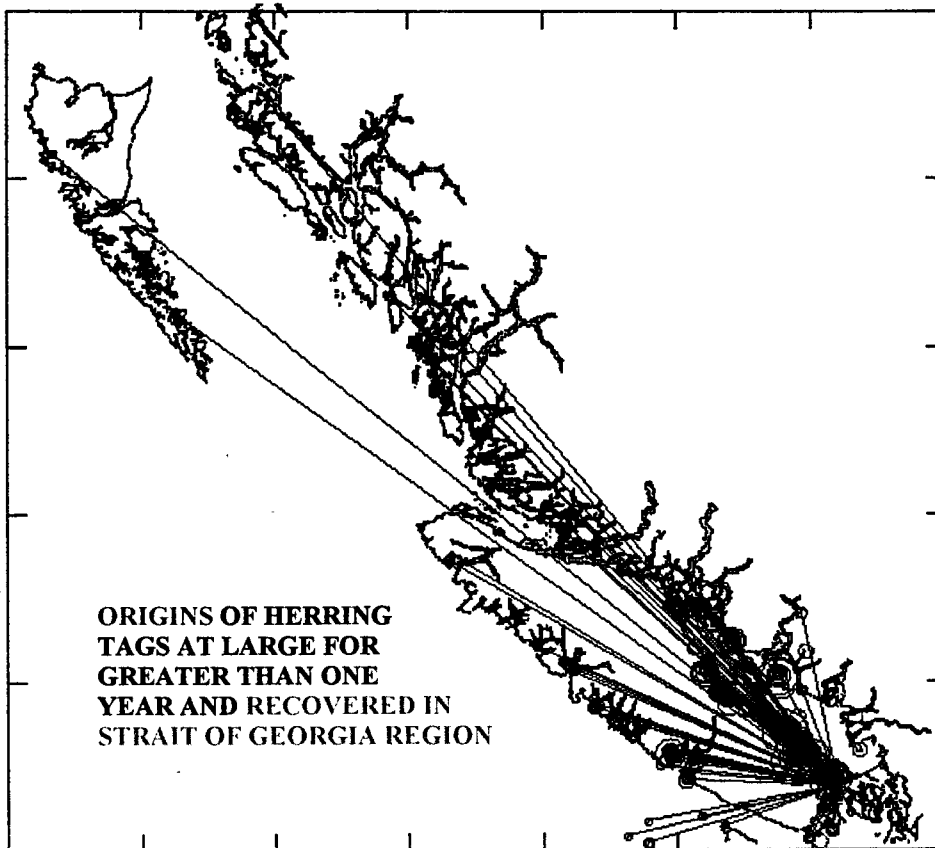 ORIGINS OF HERRING
TAGS AT LARGE FOR
GREATER THAN ONE
YEAR AND RECOVERED IN
STRAIT OF GEORGIA REGION